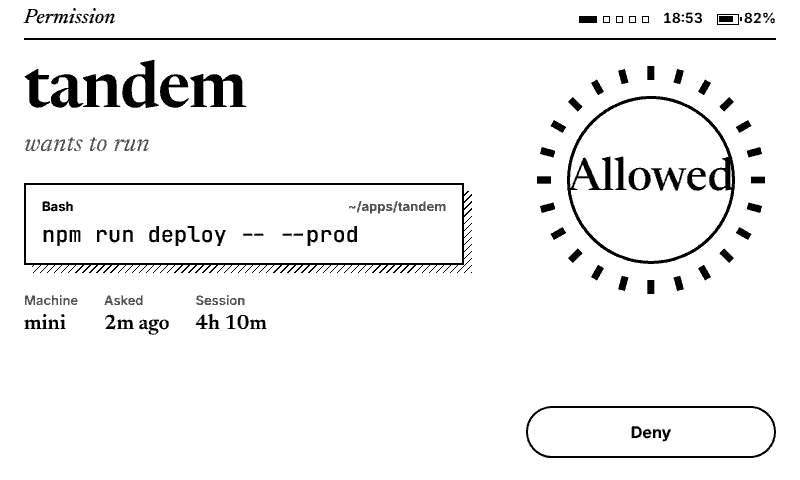 Permission
18:53 82%
tandem
wants to run
Bash ~/apps/tandem
npm run deploy -- --prod
Machine Asked Session
mini 2m ago 4h 10m
Allowed
Deny